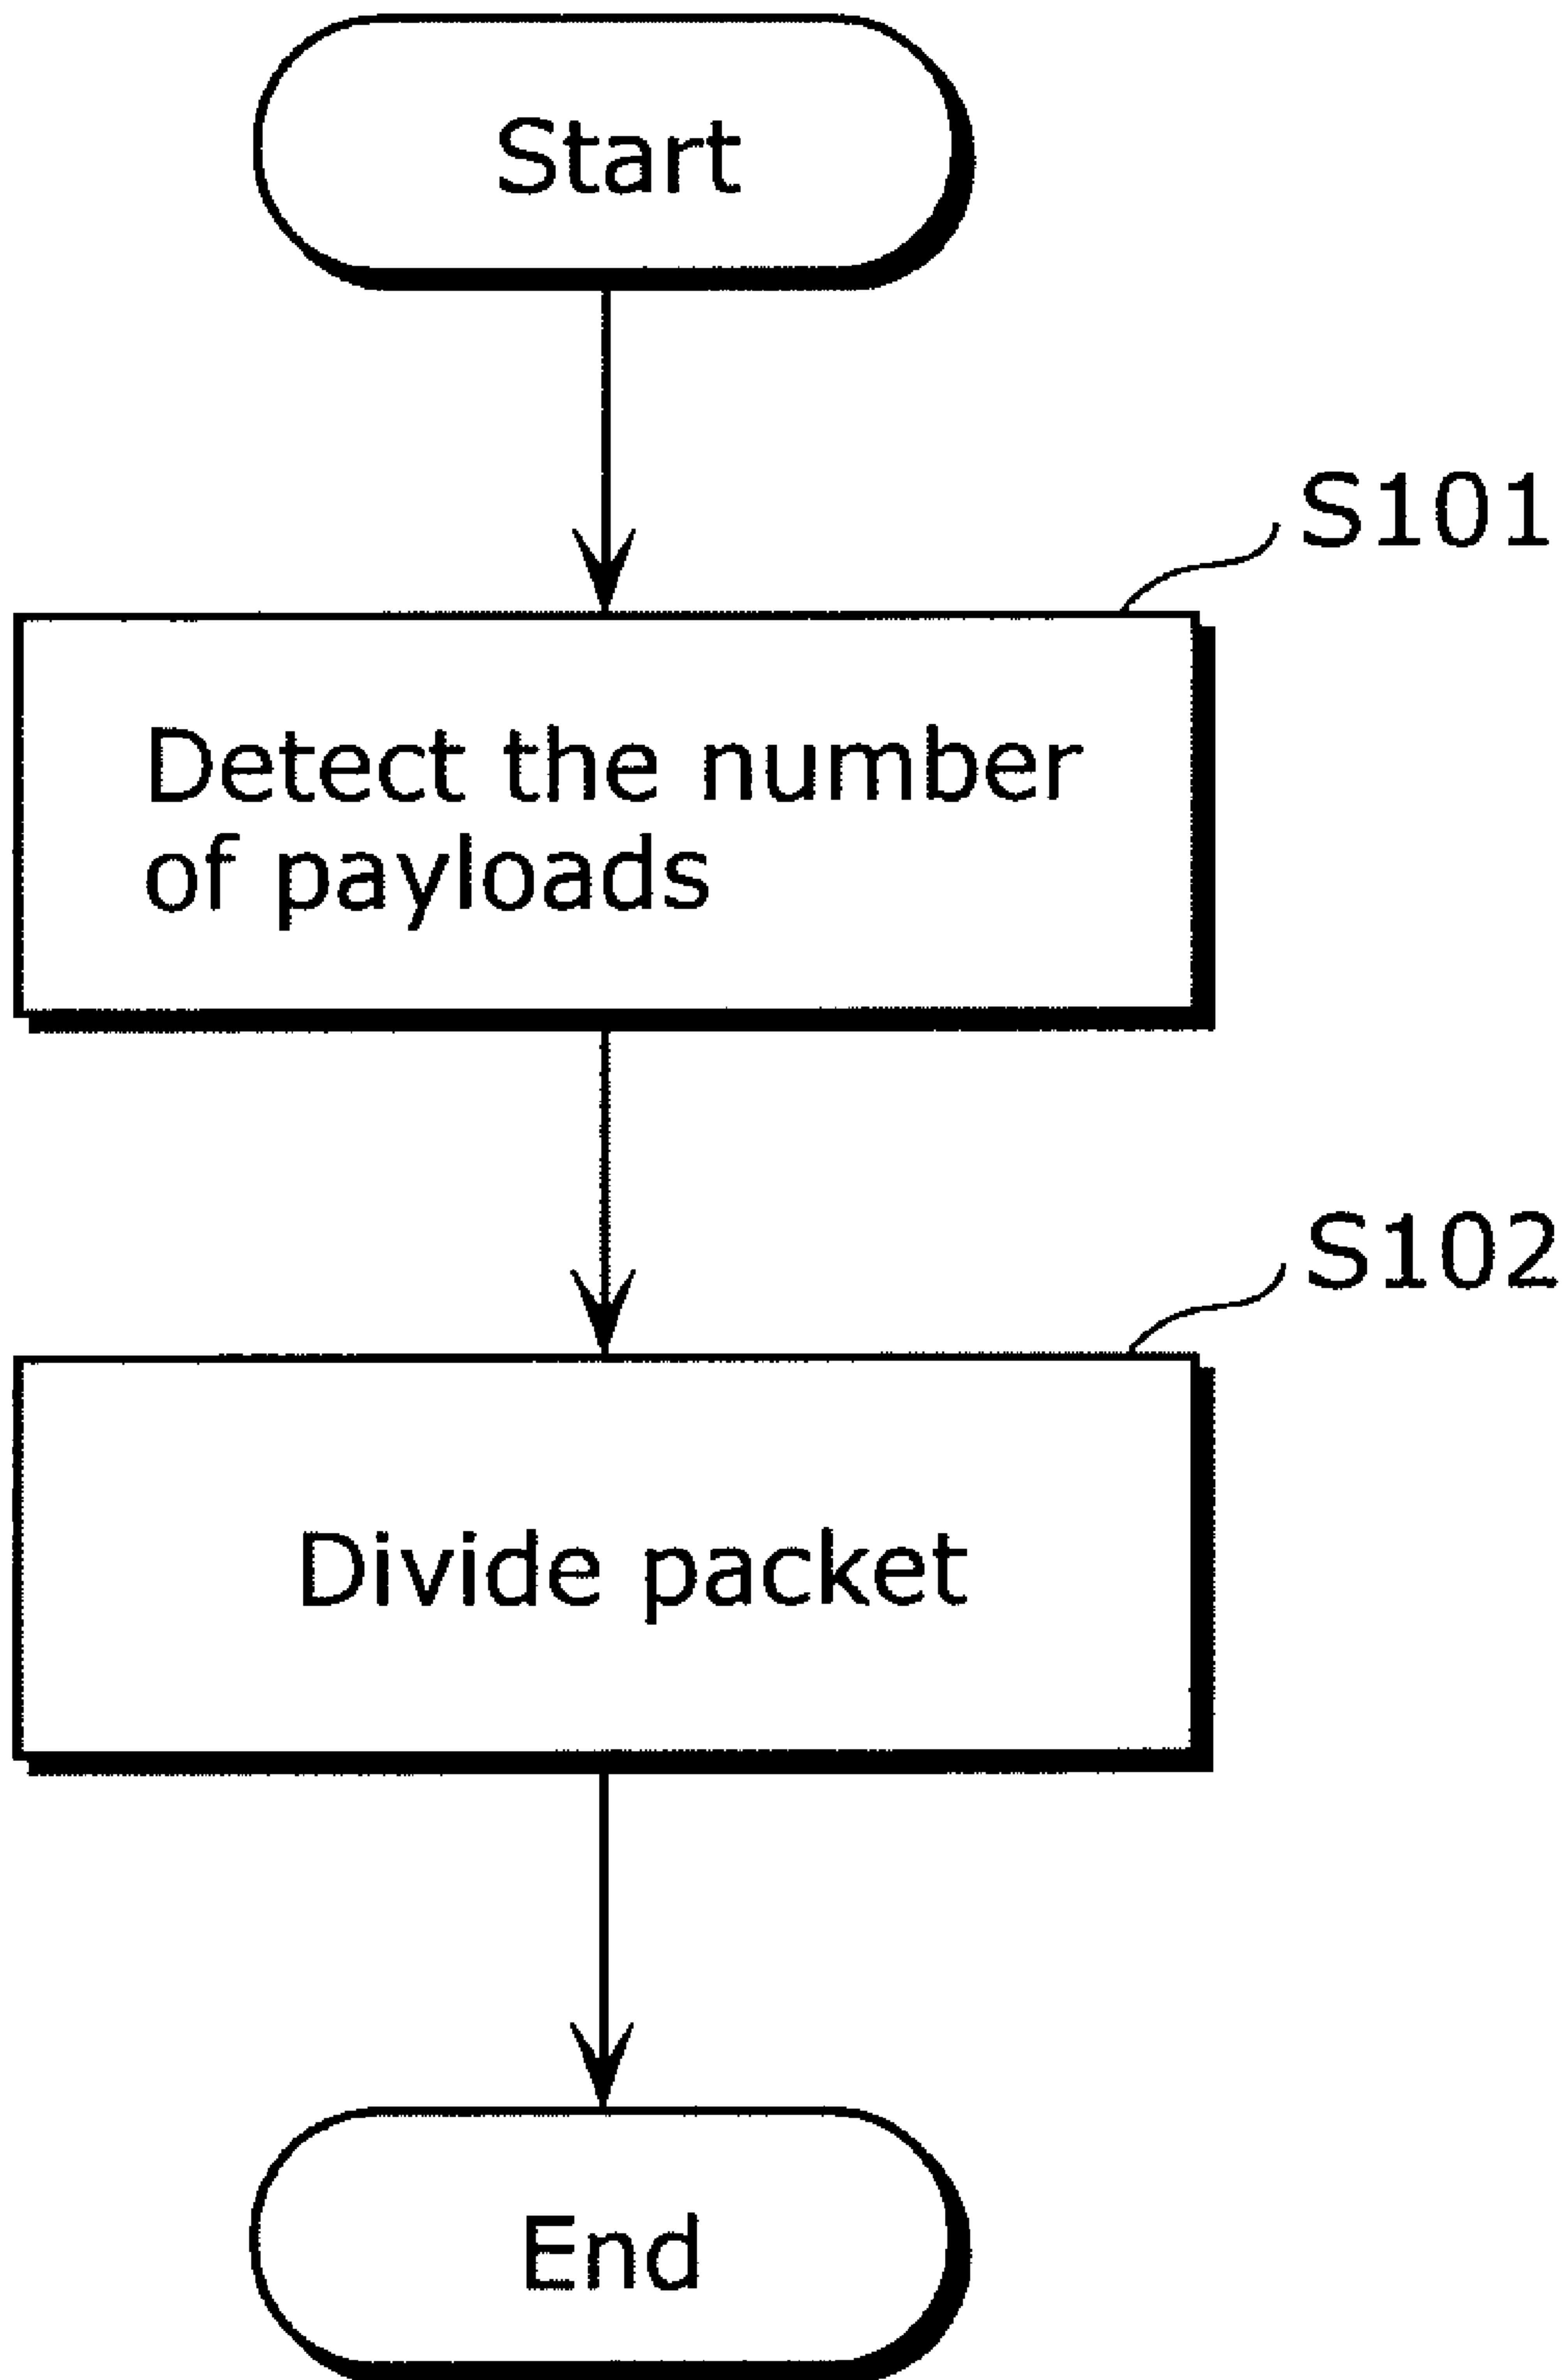 Start
S101
Detect the number
of payloads
S102
Divide packet
End